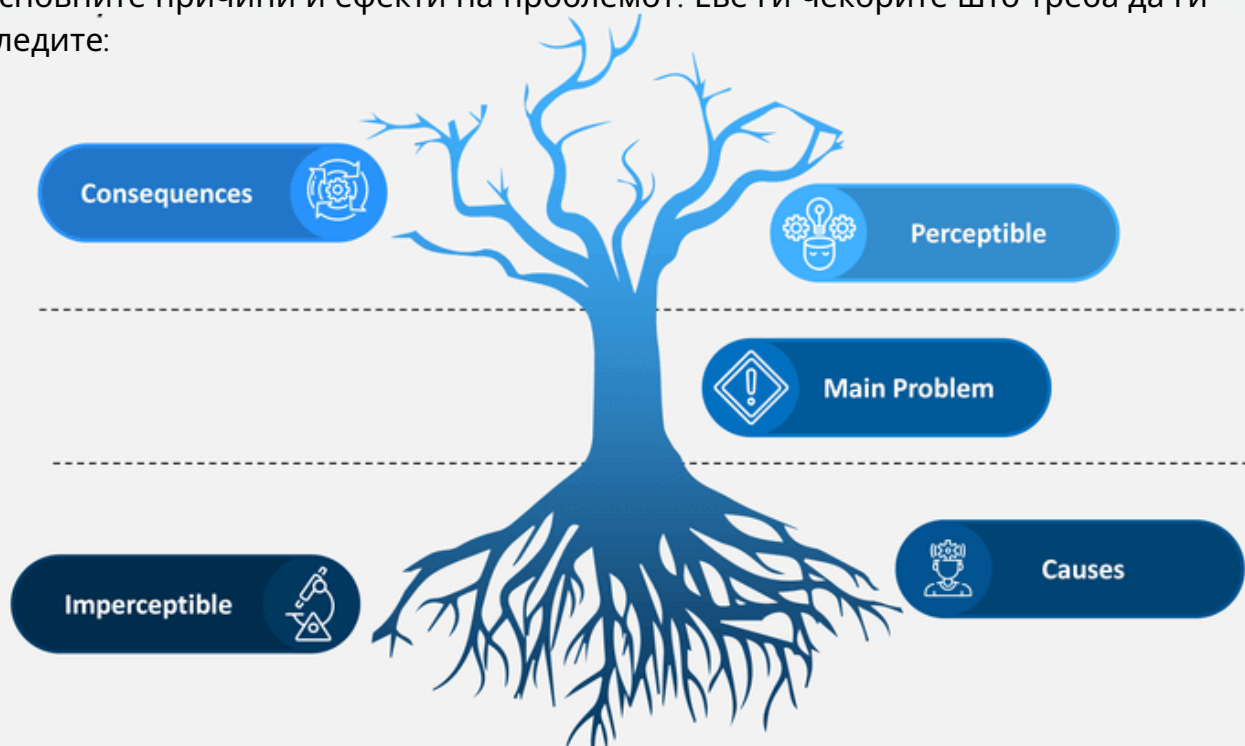 сновните причини и ефекти на проблемот. Еве ги чекорите што треба да ги
ледите:
Consequences
Perceptible
Main Problem
Causes
Imperceptible